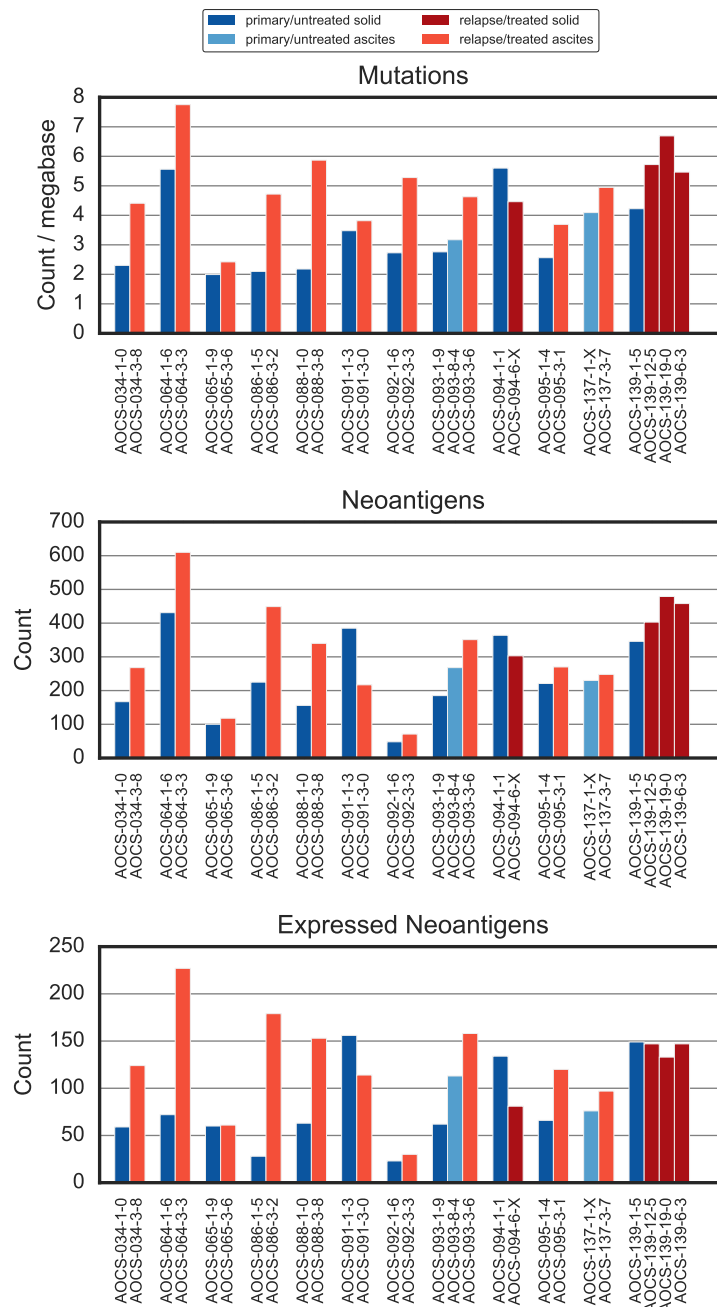 primary/untreated solid
primary/untreated ascites
relapse/treated solid
relapse/treated ascites
Mutations
Count / megabase
8
7
6
5
4
3
2
1
0
AOCS-034-1-0
AOCS-034-3-8
AOCS-064-1-6
AOCS-064-3-3
AOCS-065-1-9
AOCS-065-3-6
AOCS-086-1-5
AOCS-086-3-2
AOCS-088-1-0
AOCS-088-3-8
AOCS-091-1-3
AOCS-091-3-0
AOCS-092-1-6
AOCS-092-3-3
AOCS-093-1-9
AOCS-093-8-4
AOCS-093-3-6
AOCS-094-1-1
AOCS-094-6-X
AOCS-095-1-4
AOCS-095-3-1
AOCS-137-1-X
AOCS-137-3-7
AOCS-139-1-5
AOCS-139-12-5
AOCS-139-19-0
AOCS-139-6-3
Neoantigens
Count
700
600
500
400
300
200
100
0
AOCS-034-1-0
AOCS-034-3-8
AOCS-064-1-6
AOCS-064-3-3
AOCS-065-1-9
AOCS-065-3-6
AOCS-086-1-5
AOCS-086-3-2
AOCS-088-1-0
AOCS-088-3-8
AOCS-091-1-3
AOCS-091-3-0
AOCS-092-1-6
AOCS-092-3-3
AOCS-093-1-9
AOCS-093-8-4
AOCS-093-3-6
AOCS-094-1-1
AOCS-094-6-X
AOCS-095-1-4
AOCS-095-3-1
AOCS-137-1-X
AOCS-137-3-7
AOCS-139-1-5
AOCS-139-12-5
AOCS-139-19-0
AOCS-139-6-3
Expressed Neoantigens
Count
250
200
150
100
50
0
AOCS-034-1-0
AOCS-034-3-8
AOCS-064-1-6
AOCS-064-3-3
AOCS-065-1-9
AOCS-065-3-6
AOCS-086-1-5
AOCS-086-3-2
AOCS-088-1-0
AOCS-088-3-8
AOCS-091-1-3
AOCS-091-3-0
AOCS-092-1-6
AOCS-092-3-3
AOCS-093-1-9
AOCS-093-8-4
AOCS-093-3-6
AOCS-094-1-1
AOCS-094-6-X
AOCS-095-1-4
AOCS-095-3-1
AOCS-137-1-X
AOCS-137-3-7
AOCS-139-1-5
AOCS-139-12-5
AOCS-139-19-0
AOCS-139-6-3